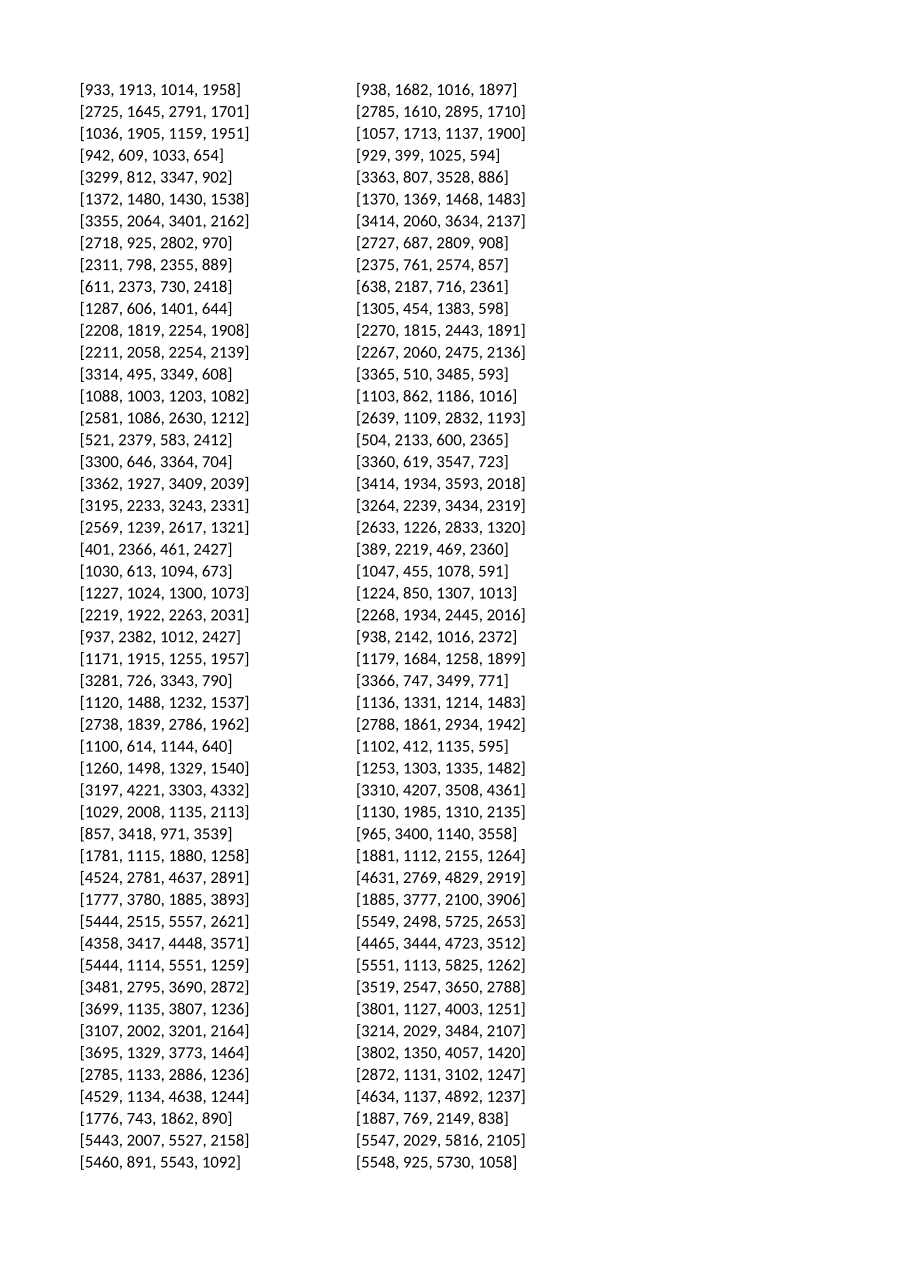 [933, 1913, 1014, 1958] [938, 1682, 1016, 1897]
[2725, 1645, 2791, 1701] [2785, 1610, 2895, 1710]
[1036, 1905, 1159, 1951] [1057, 1713, 1137, 1900]
[942, 609, 1033, 654] [929, 399, 1025, 594]
[3299, 812, 3347, 902] [3363, 807, 3528, 886]
[1372, 1480, 1430, 1538] [1370, 1369, 1468, 1483]
[3355, 2064, 3401, 2162] [3414, 2060, 3634, 2137]
[2718, 925, 2802, 970] [2727, 687, 2809, 908]
[2311, 798, 2355, 889] [2375, 761, 2574, 857]
[611, 2373, 730, 2418] [638, 2187, 716, 2361]
[1287, 606, 1401, 644] [1305, 454, 1383, 598]
[2208, 1819, 2254, 1908] [2270, 1815, 2443, 1891]
[2211, 2058, 2254, 2139] [2267, 2060, 2475, 2136]
[3314, 495, 3349, 608] [3365, 510, 3485, 593]
[1088, 1003, 1203, 1082] [1103, 862, 1186, 1016]
[2581, 1086, 2630, 1212] [2639, 1109, 2832, 1193]
[521, 2379, 583, 2412] [504, 2133, 600, 2365]
[3300, 646, 3364, 704] [3360, 619, 3547, 723]
[3362, 1927, 3409, 2039] [3414, 1934, 3593, 2018]
[3195, 2233, 3243, 2331] [3264, 2239, 3434, 2319]
[2569, 1239, 2617, 1321] [2633, 1226, 2833, 1320]
[401, 2366, 461, 2427] [389, 2219, 469, 2360]
[1030, 613, 1094, 673] [1047, 455, 1078, 591]
[1227, 1024, 1300, 1073] [1224, 850, 1307, 1013]
[2219, 1922, 2263, 2031] [2268, 1934, 2445, 2016]
[937, 2382, 1012, 2427] [938, 2142, 1016, 2372]
[1171, 1915, 1255, 1957] [1179, 1684, 1258, 1899]
[3281, 726, 3343, 790] [3366, 747, 3499, 771]
[1120, 1488, 1232, 1537] [1136, 1331, 1214, 1483]
[2738, 1839, 2786, 1962] [2788, 1861, 2934, 1942]
[1100, 614, 1144, 640] [1102, 412, 1135, 595]
[1260, 1498, 1329, 1540] [1253, 1303, 1335, 1482]
[3197, 4221, 3303, 4332] [3310, 4207, 3508, 4361]
[1029, 2008, 1135, 2113] [1130, 1985, 1310, 2135]
[857, 3418, 971, 3539] [965, 3400, 1140, 3558]
[1781, 1115, 1880, 1258] [1881, 1112, 2155, 1264]
[4524, 2781, 4637, 2891] [4631, 2769, 4829, 2919]
[1777, 3780, 1885, 3893] [1885, 3777, 2100, 3906]
[5444, 2515, 5557, 2621] [5549, 2498, 5725, 2653]
[4358, 3417, 4448, 3571] [4465, 3444, 4723, 3512]
[5444, 1114, 5551, 1259] [5551, 1113, 5825, 1262]
[3481, 2795, 3690, 2872] [3519, 2547, 3650, 2788]
[3699, 1135, 3807, 1236] [3801, 1127, 4003, 1251]
[3107, 2002, 3201, 2164] [3214, 2029, 3484, 2107]
[3695, 1329, 3773, 1464] [3802, 1350, 4057, 1420]
[2785, 1133, 2886, 1236] [2872, 1131, 3102, 1247]
[4529, 1134, 4638, 1244] [4634, 1137, 4892, 1237]
[1776, 743, 1862, 890] [1887, 769, 2149, 838]
[5443, 2007, 5527, 2158] [5547, 2029, 5816, 2105]
[5460, 891, 5543, 1092] [5548, 925, 5730, 1058]